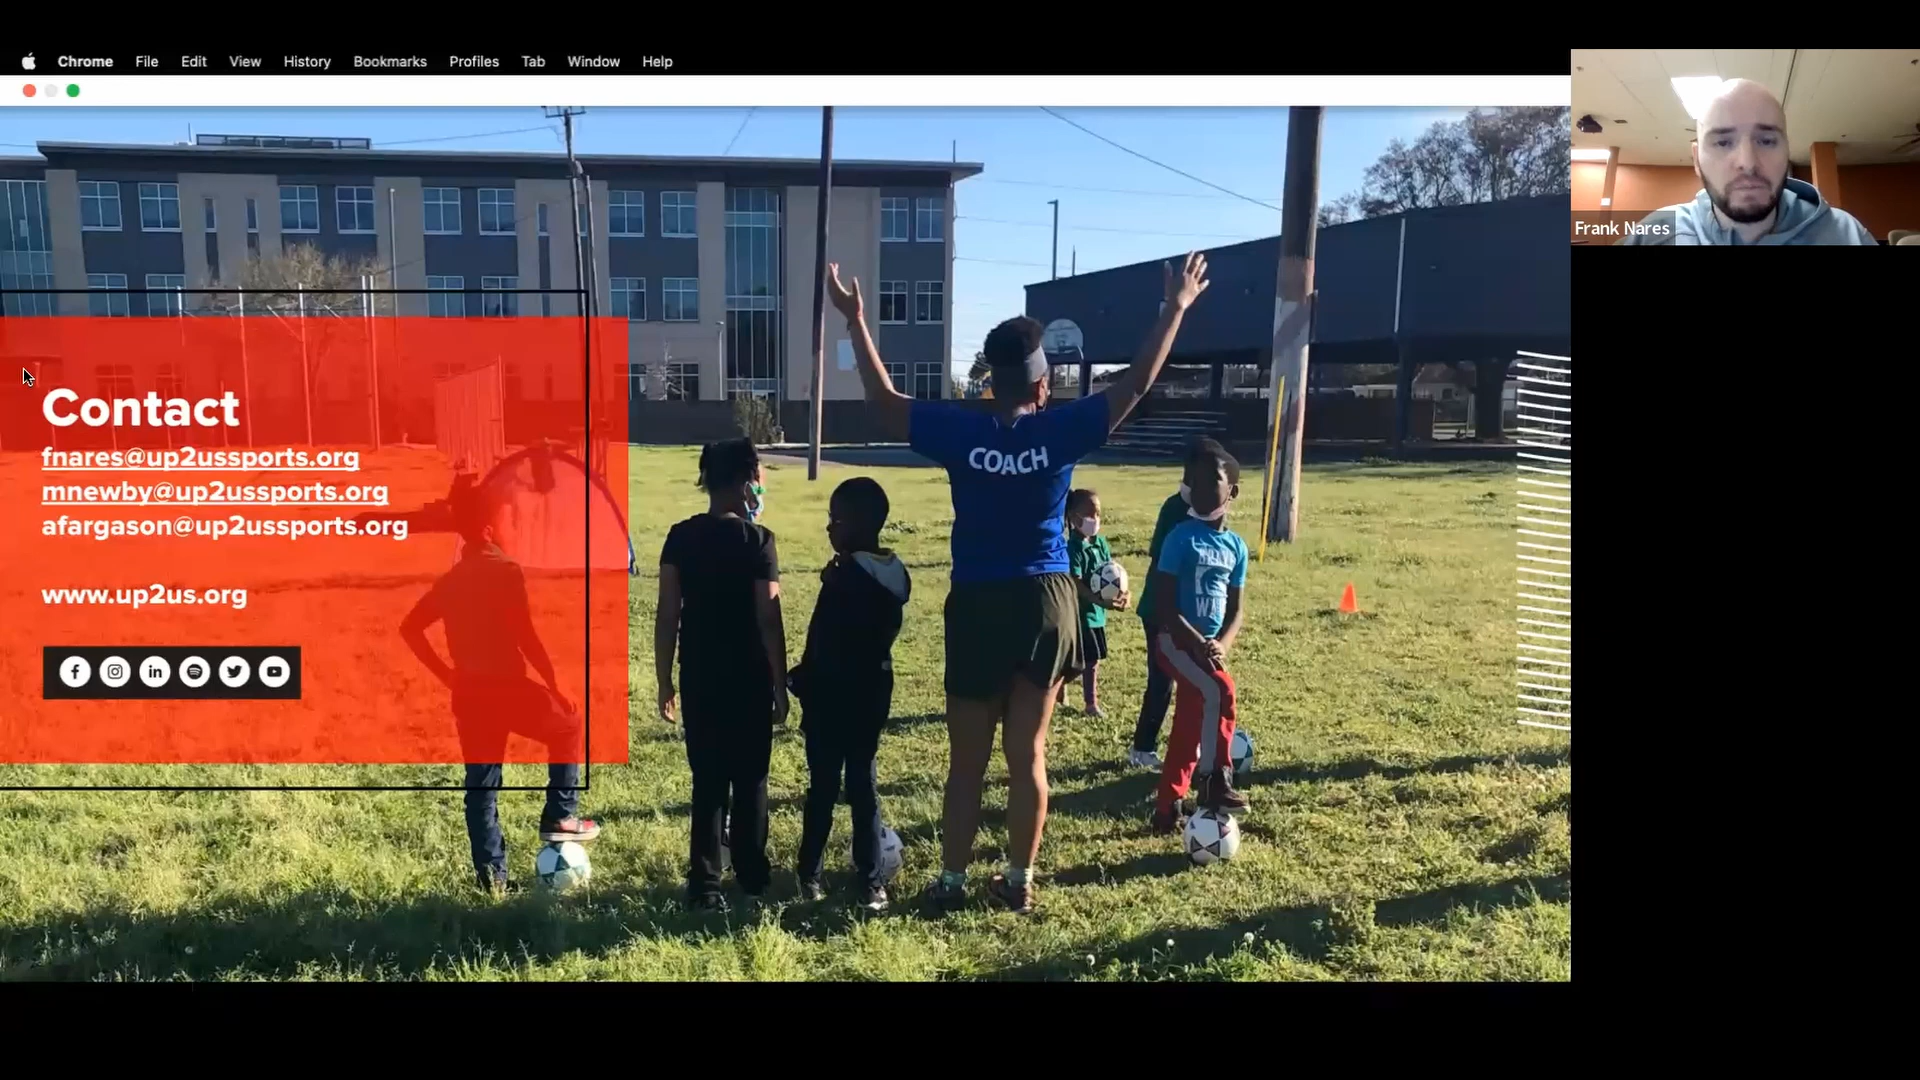 Chrome File Edit View History Bookmarks Profiles Tab Window Help
Frank Nares
Contact
fnares@up2ussports.org
mnewby@up2ussports.org
afargason@up2ussports.org
www.up2us.org
COACH